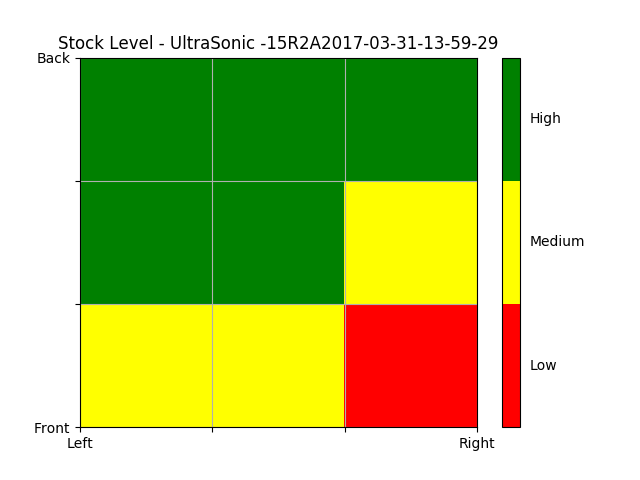 Stock Level - UltraSonic -15R2A2017-03-31-13-59-29
Back
High
Medium
Low
Front
Left
Right